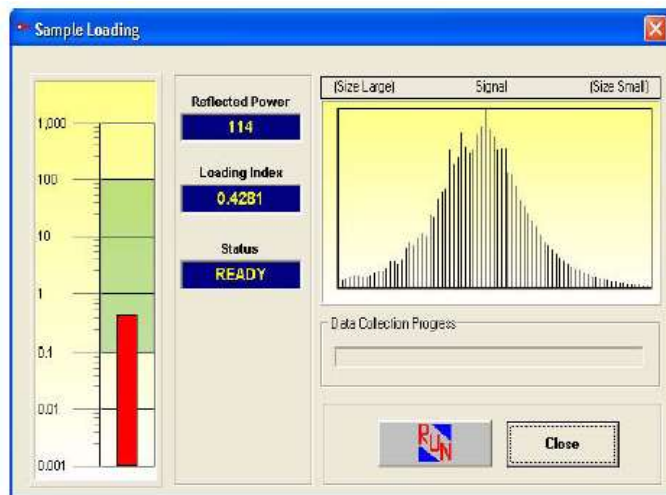 Sample Loading
1,000
100
10
1
0.1
0.01
0.001
Reflected Power
114
Loading Index
0.4281
Status
READY
(Size Large) Signal (Size Small)
Data Collection Progress
RUN
Close